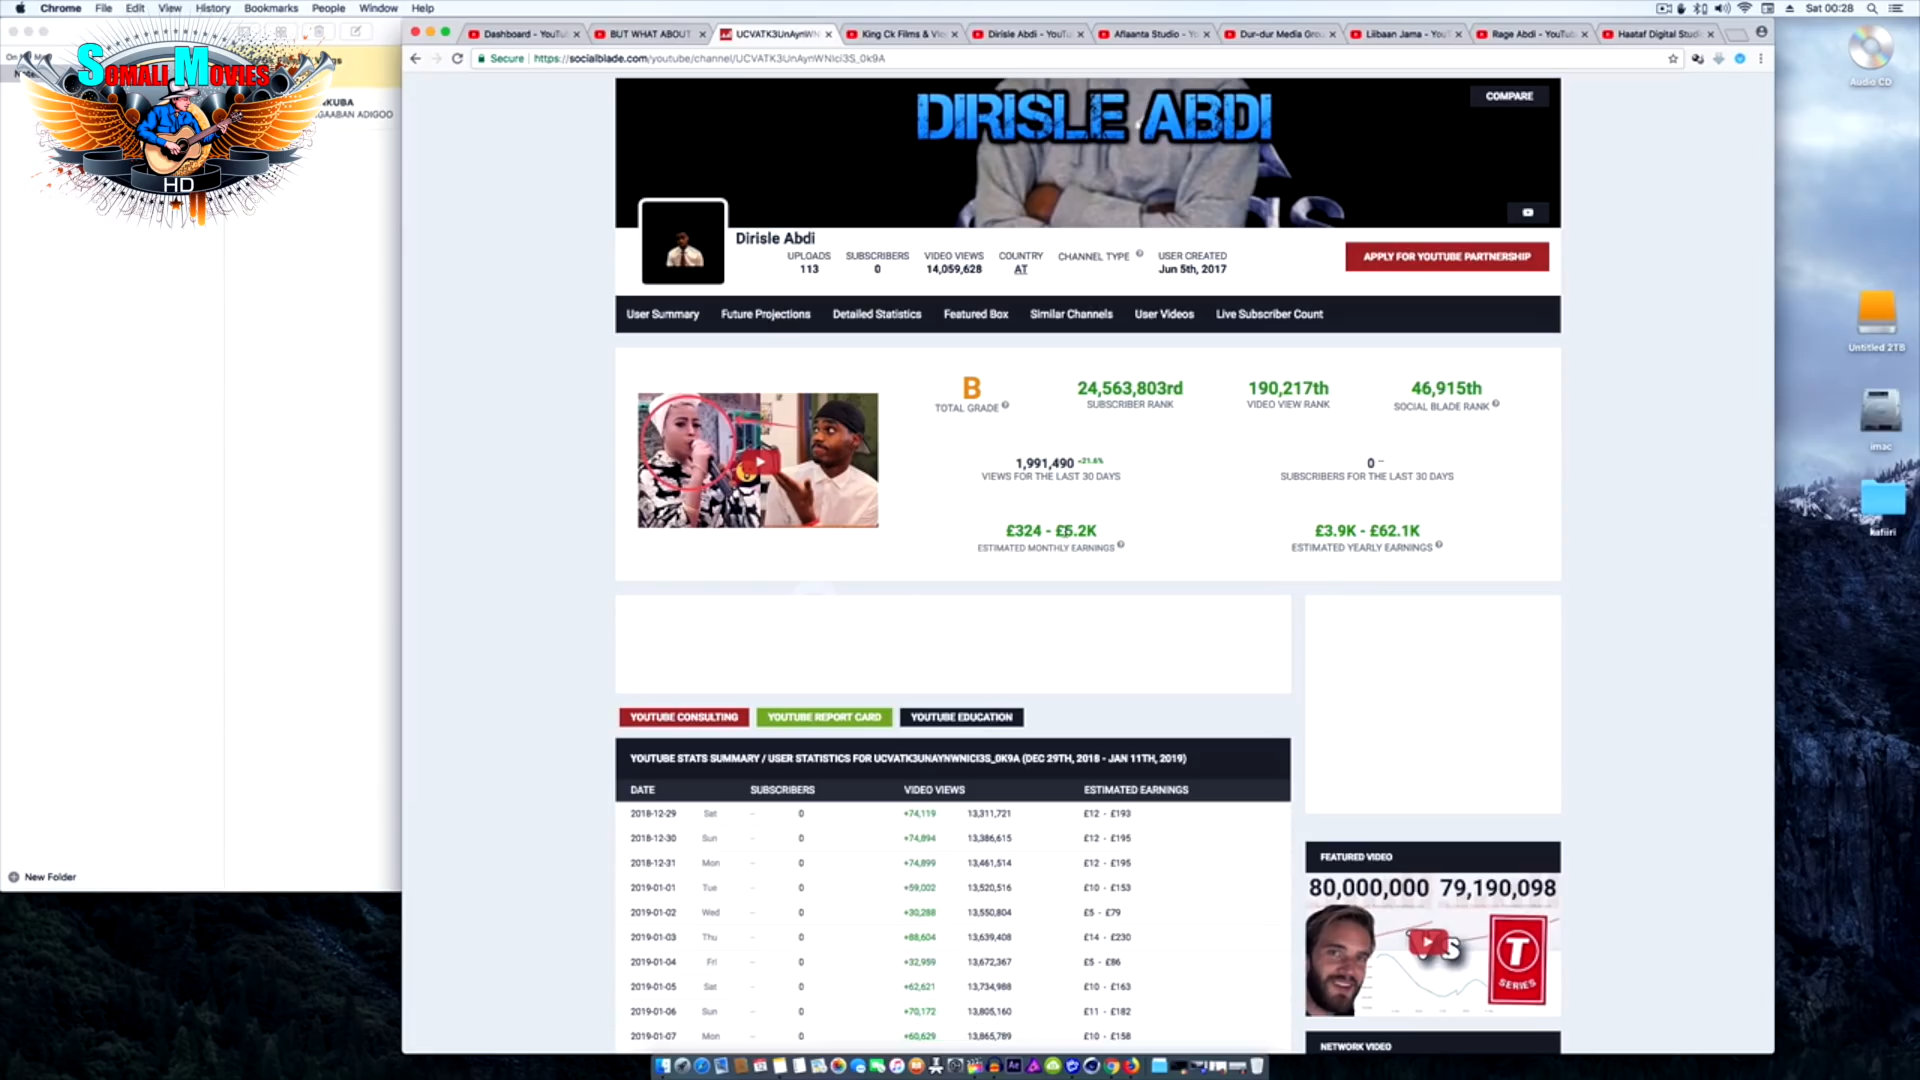 Chrome File Edit View History Bookmarks People Window Help
Sat 00:28
Dashboard - YouTu
BUT WHAT ABOUT
UCVATK3UnAynWN
King Ck Films & Vi
Dirisle Abdi - YouTu
Aflaanta Studio - Yo
Dur-dur Media Gro
Liibaan Jama - YouT
Rage Abdi - YouTub
Haataf Digital Studi
Secure https://socialblade.com/youtube/channel/UCVATK3UnAynWNIci3S_0k9A
SOMALI MOVIES
HD
KUBA
GAABAN ADIGOO
New Folder
Audio CD
Untitled 2TB
imac
kafiiri
DIRISLE ABDI
COMPARE
Dirisle Abdi
UPLOADS SUBSCRIBERS VIDEO VIEWS COUNTRY CHANNEL TYPE USER CREATED
113 0 14,059,628 AT Jun 5th, 2017
APPLY FOR YOUTUBE PARTNERSHIP
User Summary Future Projections Detailed Statistics Featured Box Similar Channels User Videos Live Subscriber Count
B 24,563,803rd 190,217th 46,915th
TOTAL GRADE SUBSCRIBER RANK VIDEO VIEW RANK SOCIAL BLADE RANK
1,991,490 +21.6% 0 --
VIEWS FOR THE LAST 30 DAYS SUBSCRIBERS FOR THE LAST 30 DAYS
£324 - £5.2K £3.9K - £62.1K
ESTIMATED MONTHLY EARNINGS ESTIMATED YEARLY EARNINGS
YOUTUBE CONSULTING YOUTUBE REPORT CARD YOUTUBE EDUCATION
YOUTUBE STATS SUMMARY / USER STATISTICS FOR UCVATK3UNAYNWNICI3S_0K9A (DEC 29TH, 2018 - JAN 11TH, 2019)
DATE SUBSCRIBERS VIDEO VIEWS ESTIMATED EARNINGS
2018-12-29 Sat -- 0 +74,119 13,311,721 £12 - £193
2018-12-30 Sun -- 0 +74,894 13,386,615 £12 - £195
2018-12-31 Mon -- 0 +74,899 13,461,514 £12 - £195
2019-01-01 Tue -- 0 +59,002 13,520,516 £10 - £153
2019-01-02 Wed -- 0 +30,288 13,550,804 £5 - £79
2019-01-03 Thu -- 0 +88,604 13,639,408 £14 - £230
2019-01-04 Fri -- 0 +32,959 13,672,367 £5 - £86
2019-01-05 Sat -- 0 +62,621 13,734,988 £10 - £163
2019-01-06 Sun -- 0 +70,172 13,805,160 £11 - £182
2019-01-07 Mon -- 0 +60,629 13,865,789 £10 - £158
FEATURED VIDEO
80,000,000 79,190,098
VS
T
SERIES
NETWORK VIDEO